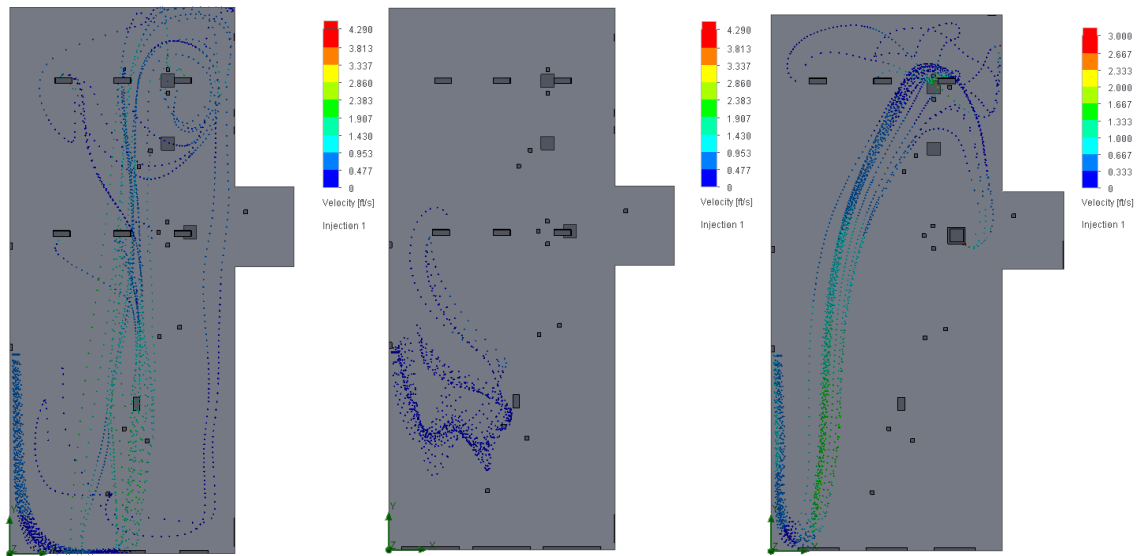 4.290
3.813
3.337
2.860
2.383
1.907
1.430
0.953
0.477
0
Velocity [ft/s]
Injection 1
Y
Z
X
4.290
3.813
3.337
2.860
2.383
1.907
1.430
0.953
0.477
0
Velocity [ft/s]
Injection 1
Y
Z
X
3.000
2.667
2.333
2.000
1.667
1.333
1.000
0.667
0.333
0
Velocity [ft/s]
Injection 1
Y
Z